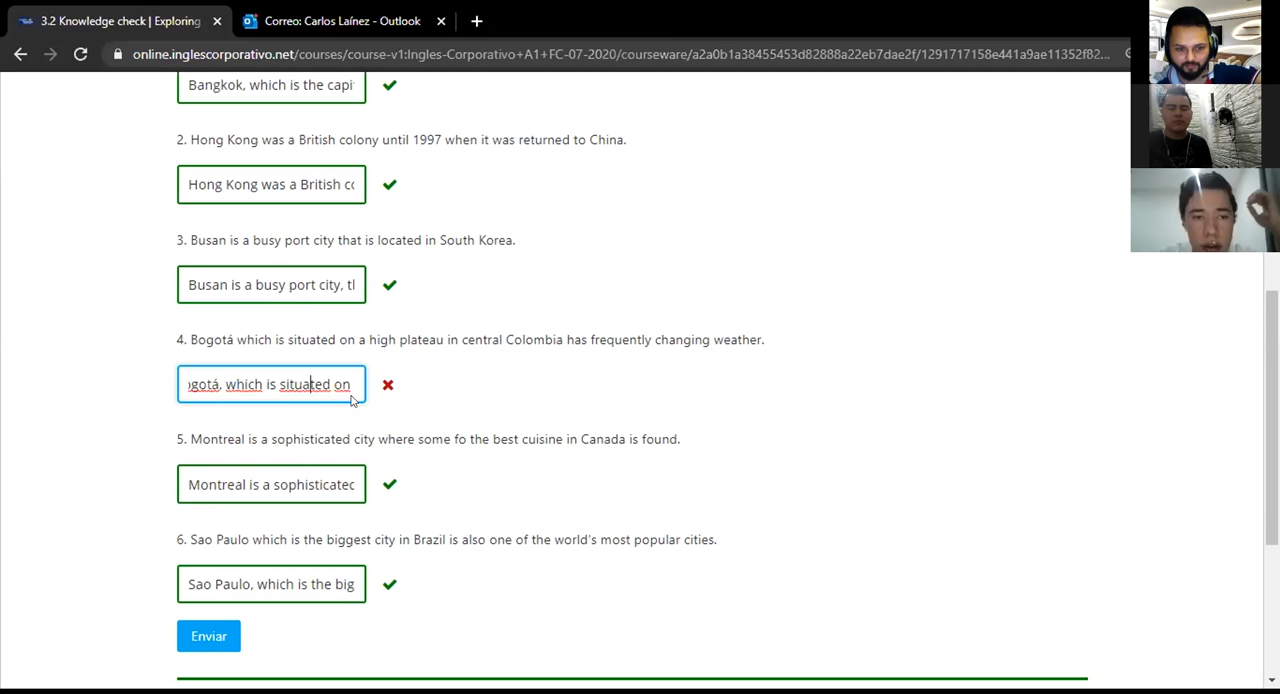 3.2 Knowledge check | Exploring
Correo: Carlos Laínez - Outlook
online.inglescorporativo.net/courses/course-v1:Ingles-Corporativo+A1+FC-07-2020/courseware/a2a0b1a38455453d82888a22eb7dae2f/1291717158e441a9ae11352f82...
Bangkok, which is the capi
2. Hong Kong was a British colony until 1997 when it was returned to China.
Hong Kong was a British co
3. Busan is a busy port city that is located in South Korea.
Busan is a busy port city, th
4. Bogotá which is situated on a high plateau in central Colombia has frequently changing weather.
ogotá, which is situated on
5. Montreal is a sophisticated city where some fo the best cuisine in Canada is found.
Montreal is a sophisticated
6. Sao Paulo which is the biggest city in Brazil is also one of the world's most popular cities.
Sao Paulo, which is the big
Enviar